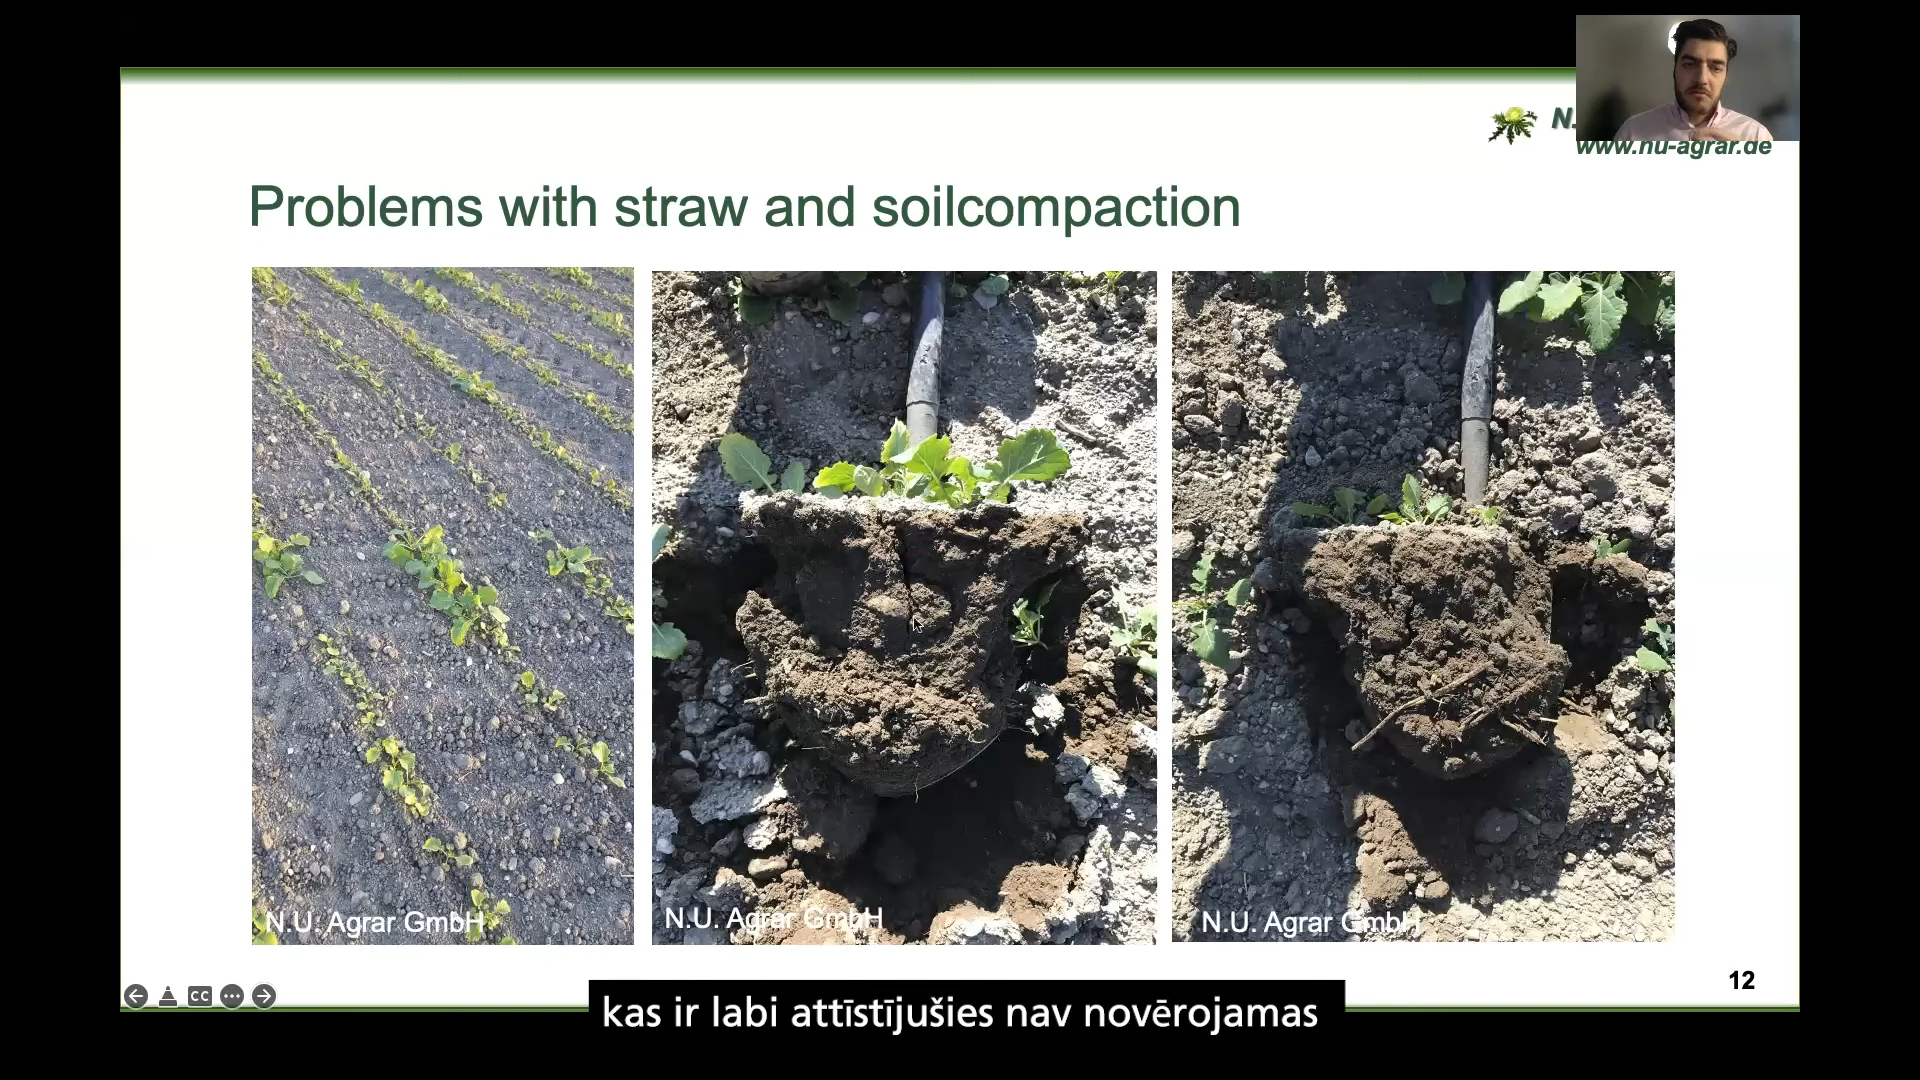 N.
www.nu-agrar.de
Problems with straw and soilcompaction
N.U. Agrar GmbH
N.U. Agrar GmbH
N.U. Agrar GmbH
12
CC
kas ir labi attīstījušies nav novērojamas